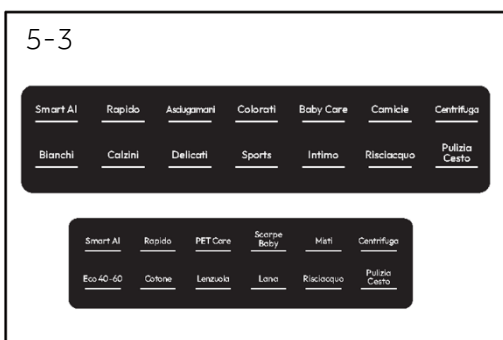 5-3
Smart AI Rapido Asciugamani Colorati Baby Care Camicie Centrifuga
Bianchi Calzini Delicati Sports Intimo Risciacquo Pulizia Cesto
Smart AI Rapido PET Care Scarpe Baby Misti Centrifuga
Eco 40-60 Cotone Lenzuola Lana Risciacquo Pulizia Cesto